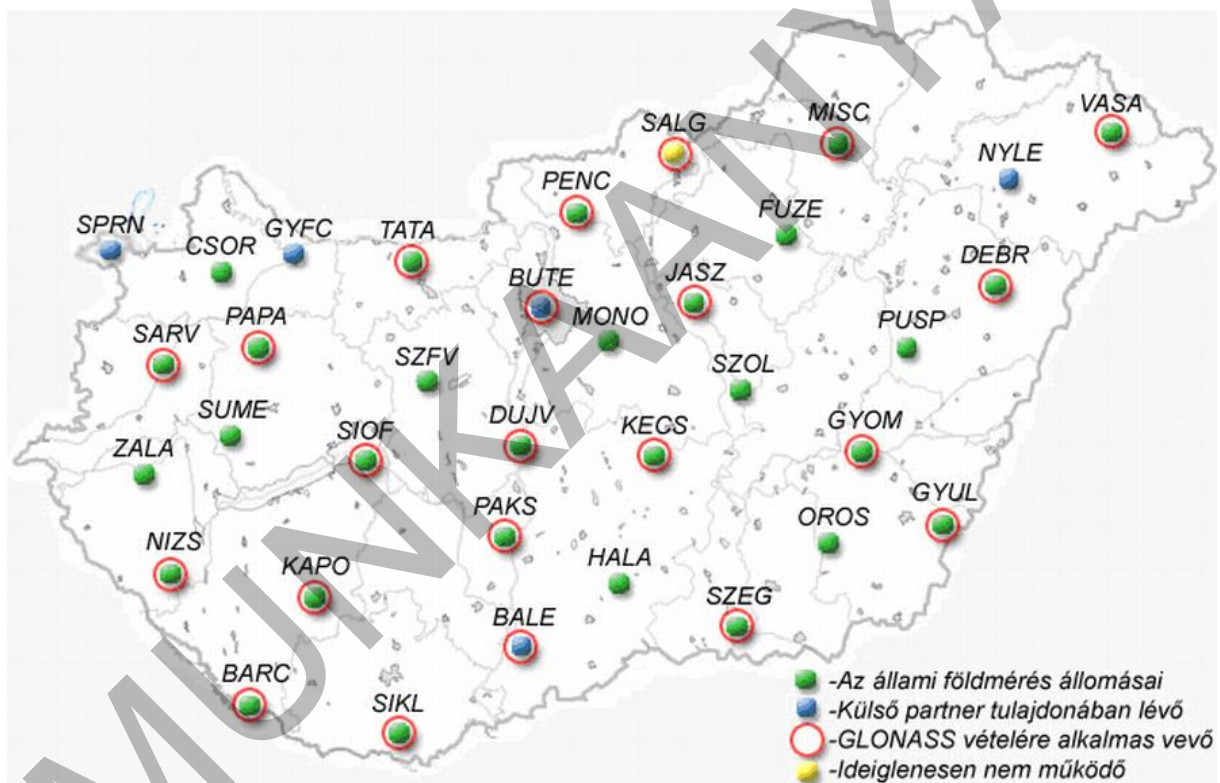 MUNKAANYAG
SALG
MISC
VASA
NYLE
PENC
FUZE
SPRN
GYFC
TATA
CSOR
DEBR
BUTE
JASZ
MONO
PUSP
SARV
PAPA
SZFV
SZOL
SUME
SIOF
DUJV
KECS
GYOM
ZALA
PAKS
GYUL
OROS
NIZS
KAPO
HALA
SZEG
BALE
BARC
SIKL
-Az állami földmérés állomásai
-Külső partner tulajdonában lévő
-GLONASS vételére alkalmas vevő
-Ideiglenesen nem működő